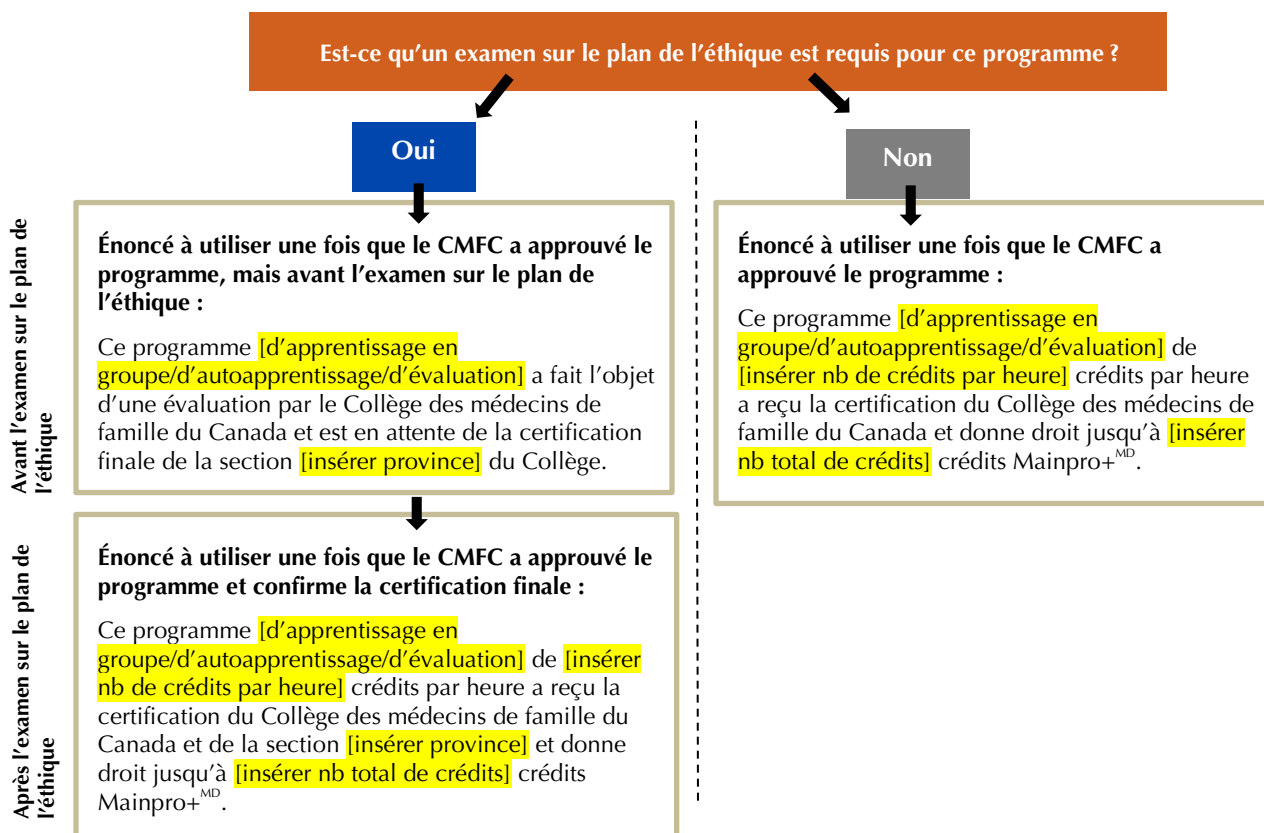 Est-ce qu'un examen sur le plan de l'éthique est requis pour ce programme ?
Oui
Non
Avant l'examen sur le plan de
l'éthique
Énoncé à utiliser une fois que le CMFC a approuvé le
programme, mais avant l'examen sur le plan de
l'éthique :
Ce programme [d'apprentissage en
groupe/d'autoapprentissage/d'évaluation] a fait l'objet
d'une évaluation par le Collège des médecins de
famille du Canada et est en attente de la certification
finale de la section [insérer province] du Collège.
Énoncé à utiliser une fois que le CMFC a
approuvé le programme :
Ce programme [d'apprentissage en
groupe/d'autoapprentissage/d'évaluation] de
[insérer nb de crédits par heure] crédits par heure
a reçu la certification du Collège des médecins de
famille du Canada et donne droit jusqu'à [insérer
nb total de crédits] crédits Mainpro+MD.
Après l'examen sur le plan de
l'éthique
Énoncé à utiliser une fois que le CMFC a approuvé le
programme et confirme la certification finale :
Ce programme [d'apprentissage en
groupe/d'autoapprentissage/d'évaluation] de [insérer
nb de crédits par heure] crédits par heure a reçu la
certification du Collège des médecins de famille du
Canada et de la section [insérer province] et donne
droit jusqu'à [insérer nb total de crédits] crédits
Mainpro+MD.